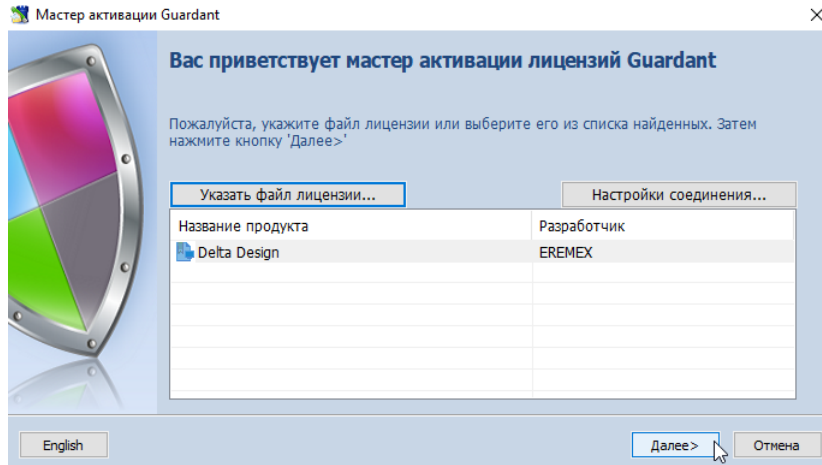 Мастер активации Guardant
Вас приветствует мастер активации лицензий Guardant
Пожалуйста, укажите файл лицензии или выберите его из списка найденных. Затем
нажмите кнопку 'Далее>'
Указать файл лицензии... Настройки соединения...
Название продукта Разработчик
Delta Design EREMEX
English Далее> Отмена